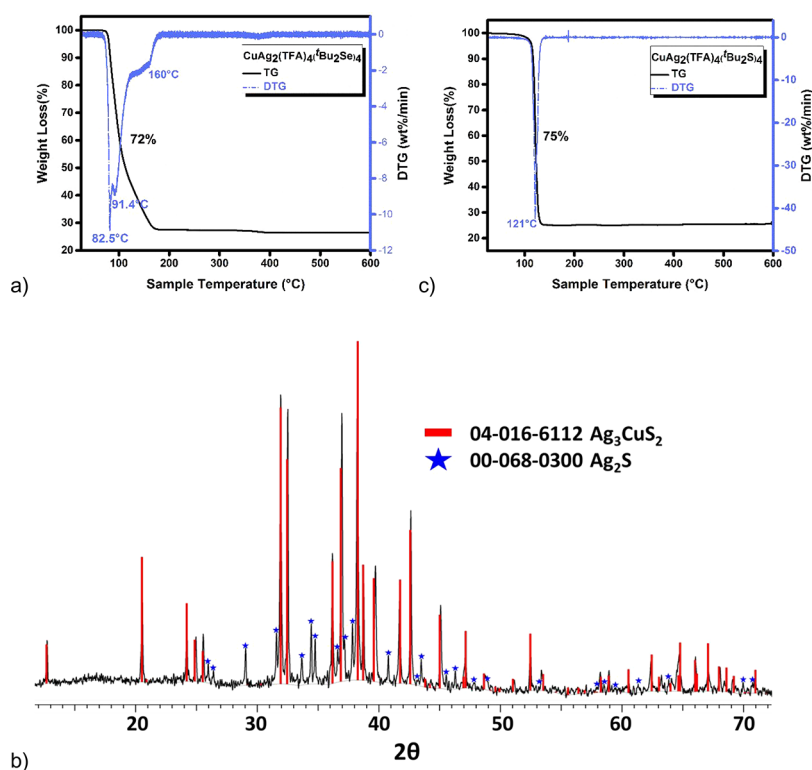 100
90
80
70
60
50
40
30
20
Weight Loss(%)
0
-2
-4
-6
-8
-10
-12
DTG (wt%/min)
CuAg₂(TFA)₄(ᵗBu₂Se)₄
TG
DTG
160°C
72%
91.4°C
82.5°C
100 200 300 400 500 600
Sample Temperature (°C)
a)
100
90
80
70
60
50
40
30
20
Weight Loss(%)
0
-10
-20
-30
-40
-50
DTG (wt%/min)
CuAg₂(TFA)₄(ᵗBu₂S)₄
TG
DTG
75%
121°C
100 200 300 400 500 600
Sample Temperature (°C)
c)
04-016-6112 Ag₃CuS₂
00-068-0300 Ag₂S
20 30 40 50 60 70
2θ
b)